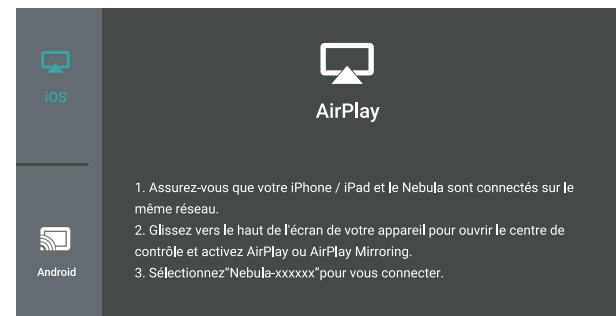 iOS
Android
AirPlay
1. Assurez-vous que votre iPhone / iPad et le Nebula sont connectés sur le
même réseau.
2. Glissez vers le haut de l'écran de votre appareil pour ouvrir le centre de
contrôle et activez AirPlay ou AirPlay Mirroring.
3. Sélectionnez“Nebula-xxxxxx”pour vous connecter.